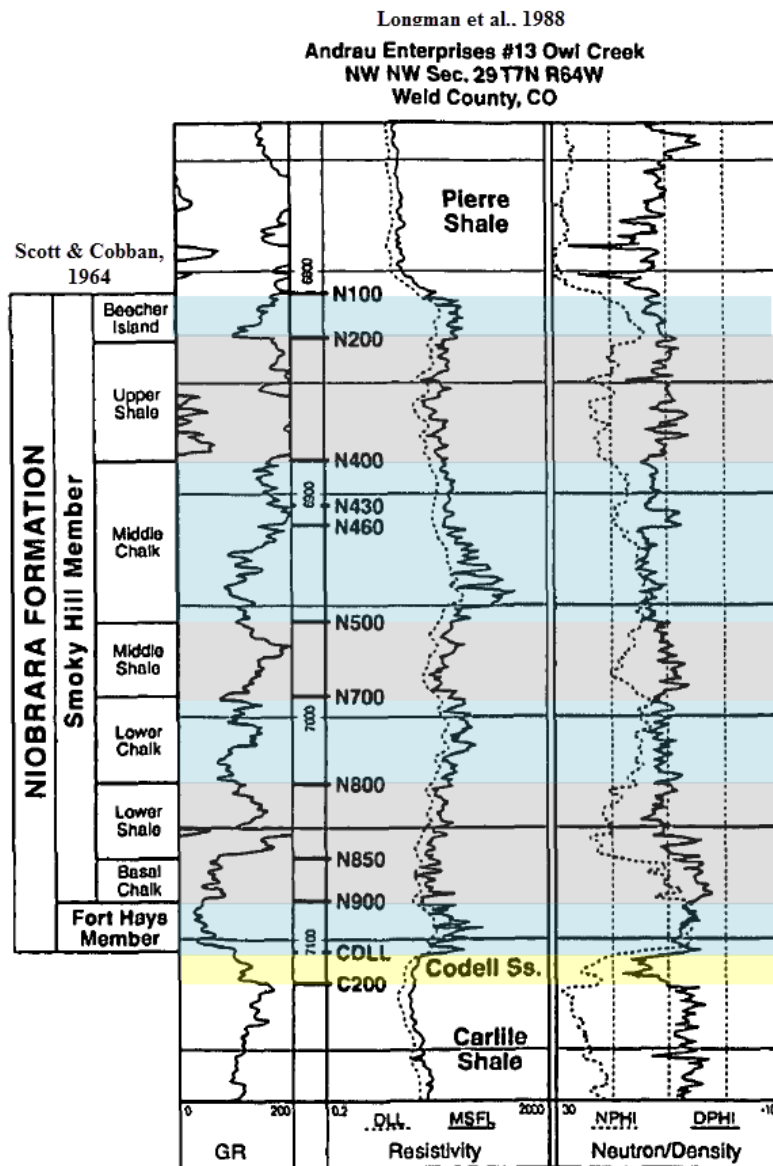 Longman et al., 1988
Andrau Enterprises #13 Owl Creek
NW NW Sec. 29 T7N R64W
Weld County, CO
Pierre
Shale
Scott & Cobban,
1964
6800
N100
Beecher
Island
N200
Upper
Shale
N400
6900
N430
N460
Middle
Chalk
N500
Middle
Shale
N700
7000
Lower
Chalk
N800
Lower
Shale
N850
Basal
Chalk
N900
NIOBRARA FORMATION
Smoky Hill Member
Fort Hays
Member
7100
CDLL
Codell Ss.
C200
Carlile
Shale
0 200 0.2 DLL MSFL 2000 30 NPHI DPHI
GR Resistivity Neutron/Density